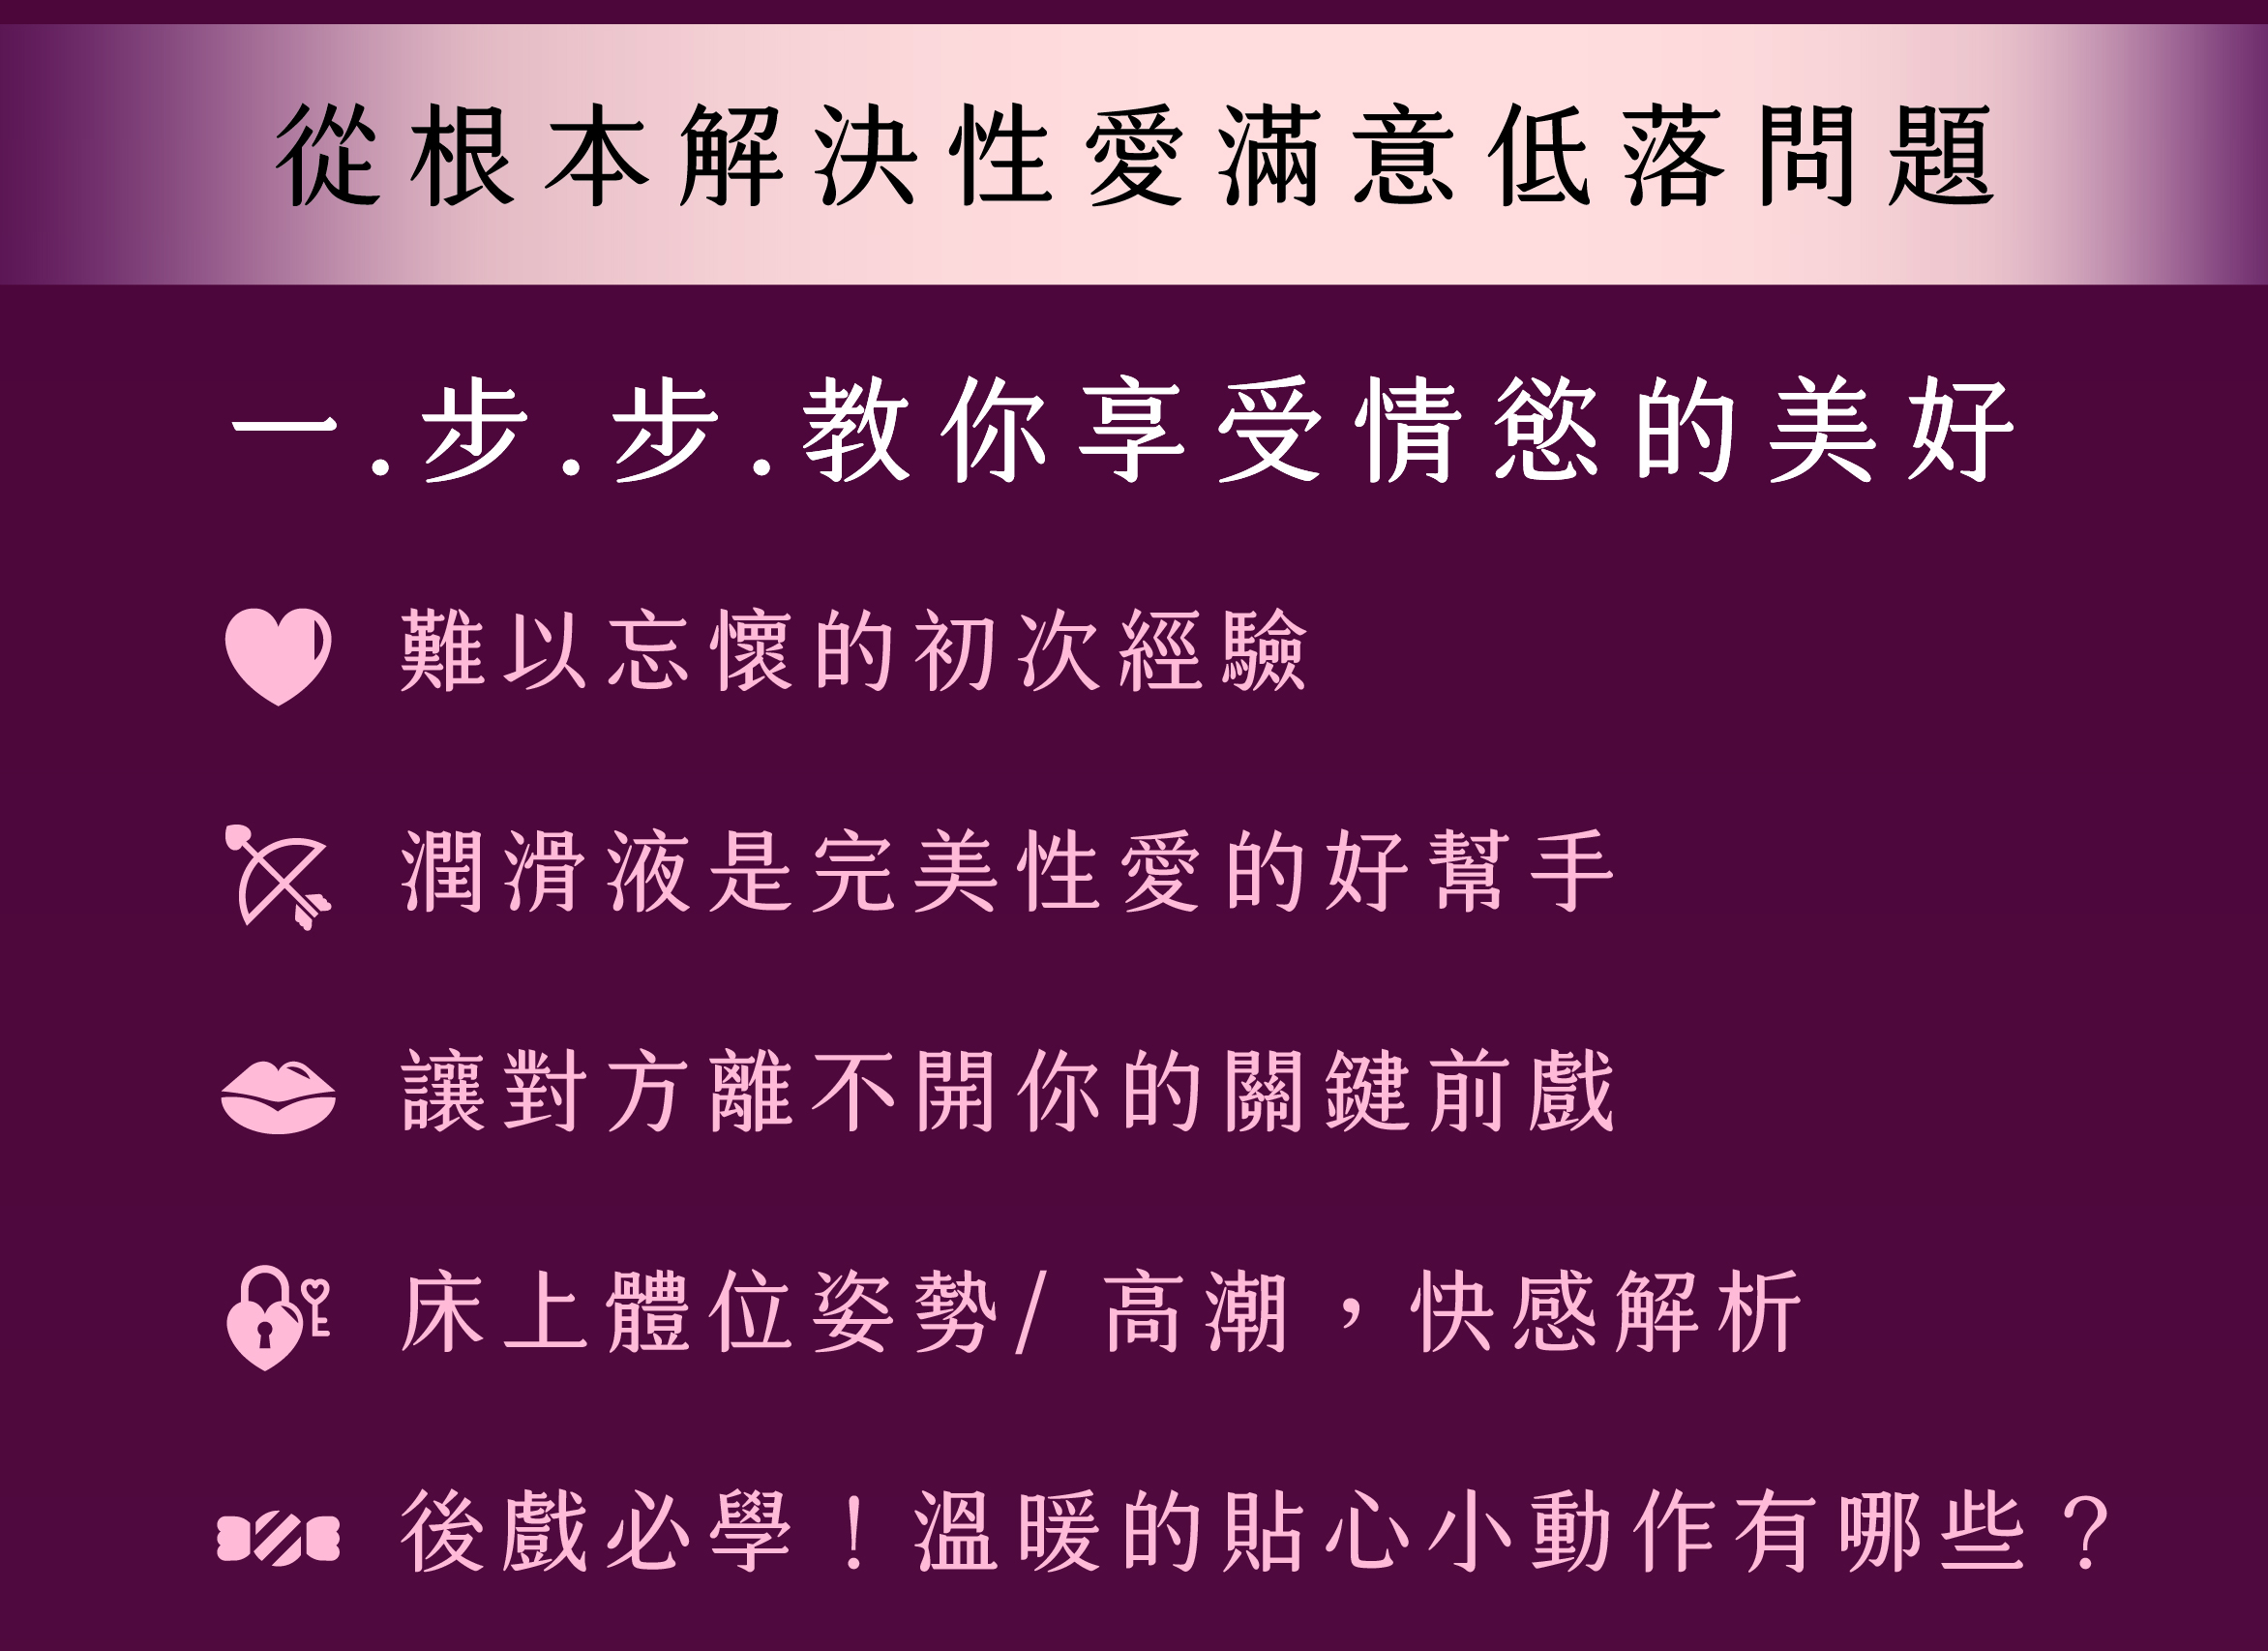 從根本解決性愛滿意低落問題
一.步.步.教你享受情慾的美好
難以忘懷的初次經驗
潤滑液是完美性愛的好幫手
讓對方離不開你的關鍵前戲
床上體位姿勢/高潮，快感解析
後戲必學！溫暖的貼心小動作有哪些？